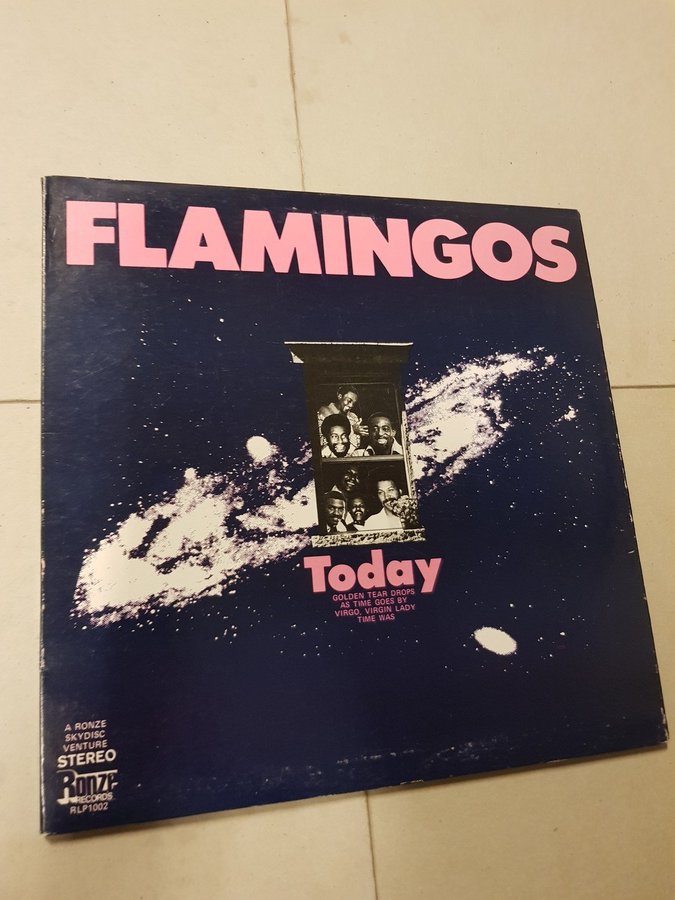 FLAMINGOS
Today
GOLDEN TEAR DROPS
AS TIME GOES BY
VIRGO, VIRGIN LADY
TIME WAS
A RONZE
SKYDISC
VENTURE
STEREO
Ronze
RECORDS
RLP1002